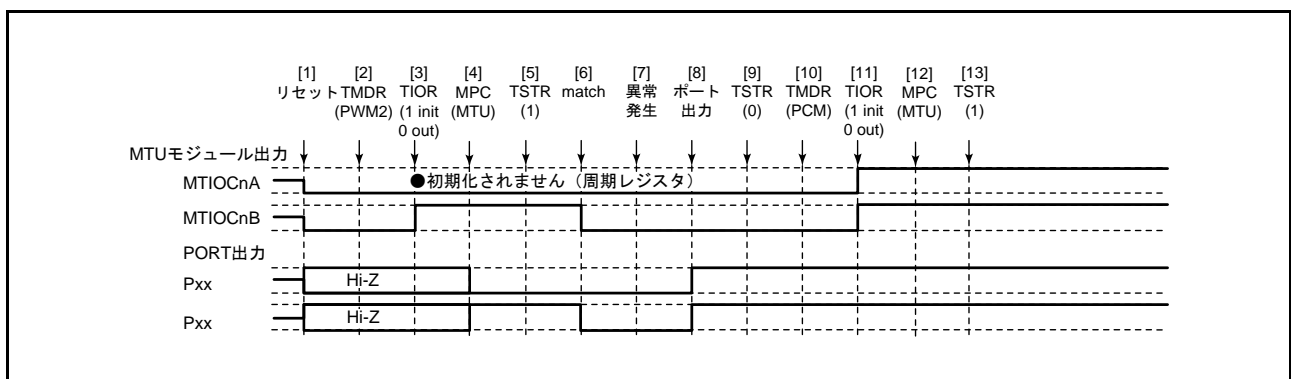 [1] [2] [3] [4] [5] [6] [7] [8] [9] [10] [11] [12] [13]
リセット TMDR TIOR MPC TSTR match 異常 ポート TSTR TMDR TIOR MPC TSTR
(PWM2) (1 init (MTU) (1) 発生 出力 (0) (PCM) (1 init (MTU) (1)
0 out) 0 out)
MTUモジュール出力
MTIOCnA ●初期化されません（周期レジスタ）
MTIOCnB
PORT出力
Pxx Hi-Z
Pxx Hi-Z